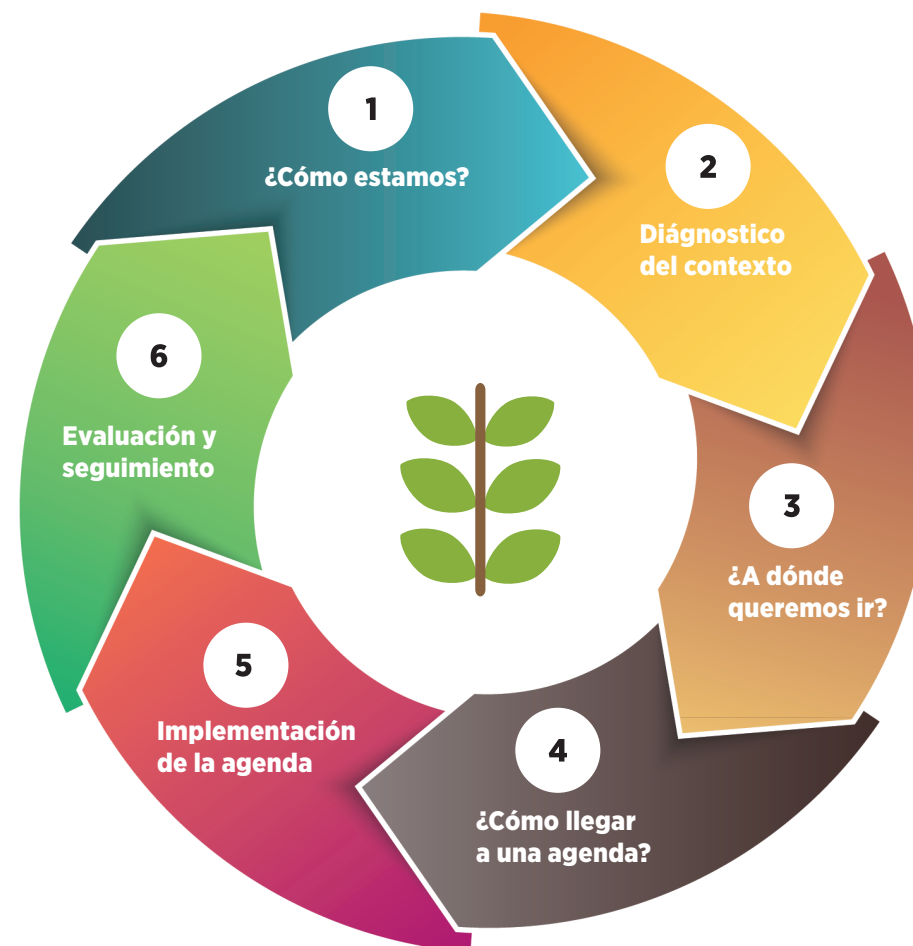 1
¿Cómo estamos?
2
Diágnostico
del contexto
3
¿A dónde
queremos ir?
4
¿Cómo llegar
a una agenda?
5
Implementación
de la agenda
6
Evaluación y
seguimiento